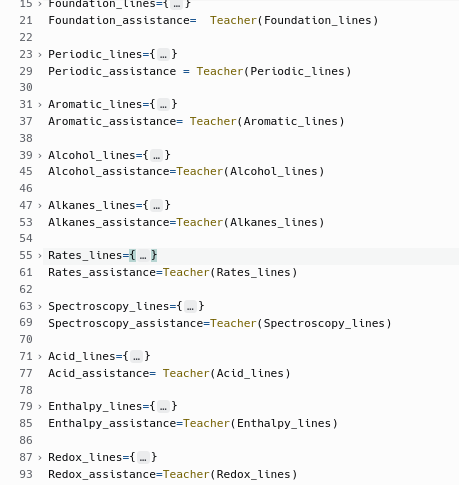 15 › Foundation_lines={ … }
21 Foundation_assistance=  Teacher(Foundation_lines)
22
23 › Periodic_lines={ … }
29 Periodic_assistance = Teacher(Periodic_lines)
30
31 › Aromatic_lines={ … }
37 Aromatic_assistance= Teacher(Aromatic_lines)
38
39 › Alcohol_lines={ … }
45 Alcohol_assistance=Teacher(Alcohol_lines)
46
47 › Alkanes_lines={ … }
53 Alkanes_assistance=Teacher(Alkanes_lines)
54
55 › Rates_lines={ … }
61 Rates_assistance=Teacher(Rates_lines)
62
63 › Spectroscopy_lines={ … }
69 Spectroscopy_assistance=Teacher(Spectroscopy_lines)
70
71 › Acid_lines={ … }
77 Acid_assistance= Teacher(Acid_lines)
78
79 › Enthalpy_lines={ … }
85 Enthalpy_assistance=Teacher(Enthalpy_lines)
86
87 › Redox_lines={ … }
93 Redox_assistance=Teacher(Redox_lines)